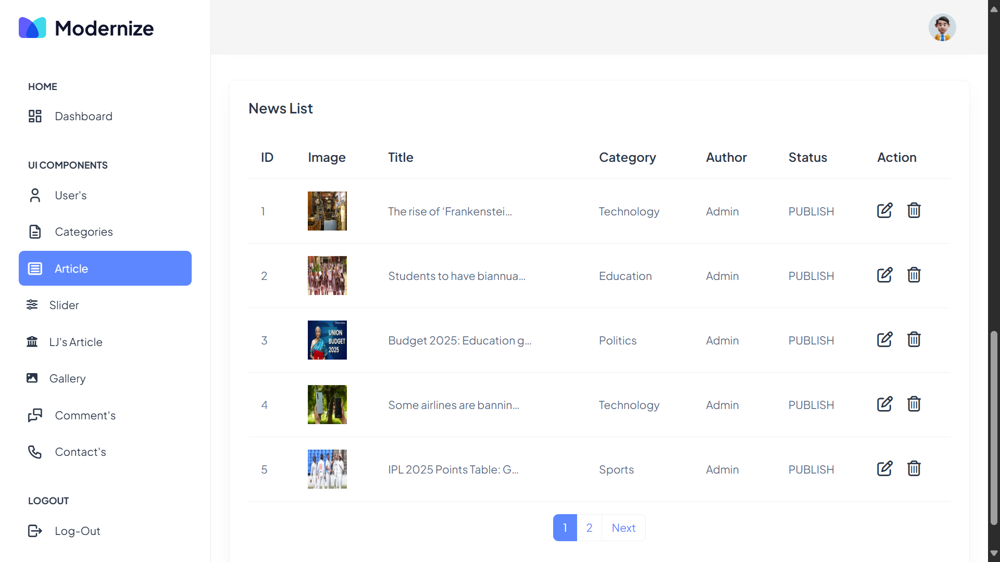 Modernize
HOME
Dashboard
UI COMPONENTS
User's
Categories
Article
Slider
LJ's Article
Gallery
Comment's
Contact's
LOGOUT
Log-Out
News List
ID Image Title Category Author Status Action
1 The rise of ‘Frankenstei... Technology Admin PUBLISH
2 Students to have biannua... Education Admin PUBLISH
3 UNION BUDGET 2025 Budget 2025: Education g... Politics Admin PUBLISH
4 Some airlines are bannin... Technology Admin PUBLISH
5 IPL 2025 Points Table: G... Sports Admin PUBLISH
1 2 Next